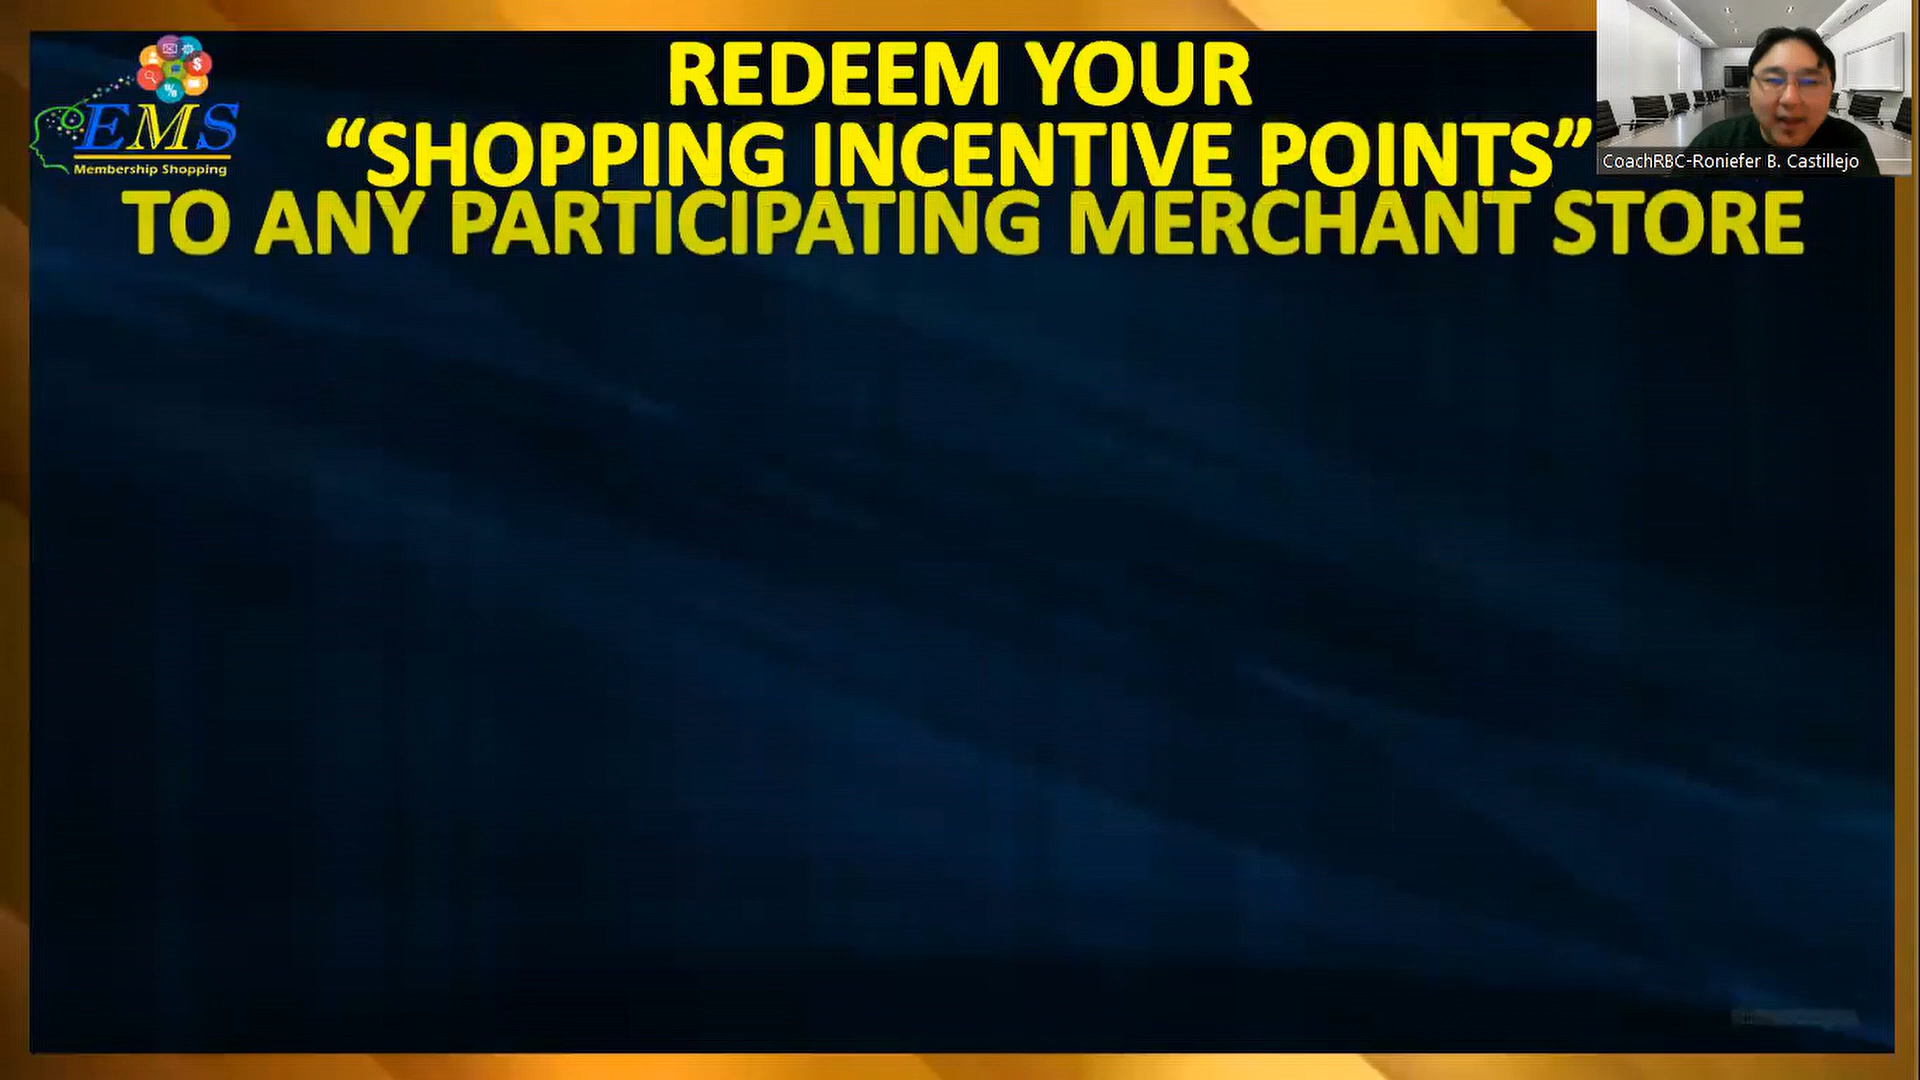 EMS
Membership Shopping
REDEEM YOUR
“SHOPPING INCENTIVE POINTS”
TO ANY PARTICIPATING MERCHANT STORE
CoachRBC-Roniefer B. Castillejo
$
%